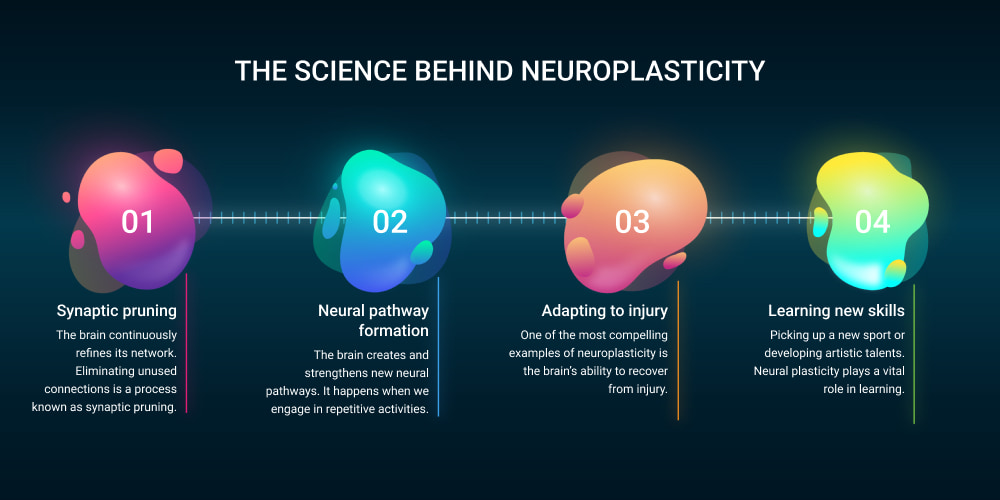 THE SCIENCE BEHIND NEUROPLASTICITY
01
Synaptic pruning
The brain continuously
refines its network.
Eliminating unused
connections is a process
known as synaptic pruning.
02
Neural pathway
formation
The brain creates and
strengthens new neural
pathways. It happens when we
engage in repetitive activities.
03
Adapting to injury
One of the most compelling
examples of neuroplasticity is
the brain's ability to recover
from injury.
04
Learning new skills
Picking up a new sport or
developing artistic talents.
Neural plasticity plays a vital
role in learning.